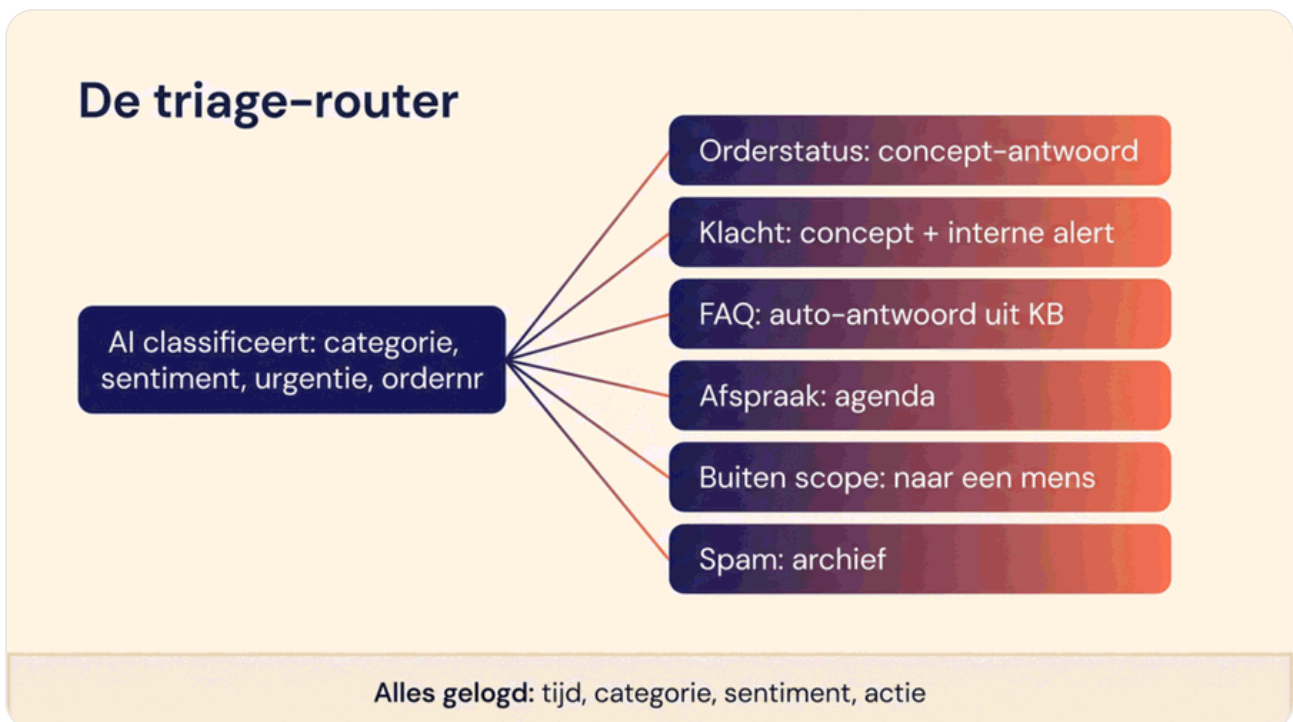 De triage-router
AI classificeert: categorie,
sentiment, urgentie, ordernr
Orderstatus: concept-antwoord
Klacht: concept + interne alert
FAQ: auto-antwoord uit KB
Afspraak: agenda
Buiten scope: naar een mens
Spam: archief
Alles gelogd: tijd, categorie, sentiment, actie